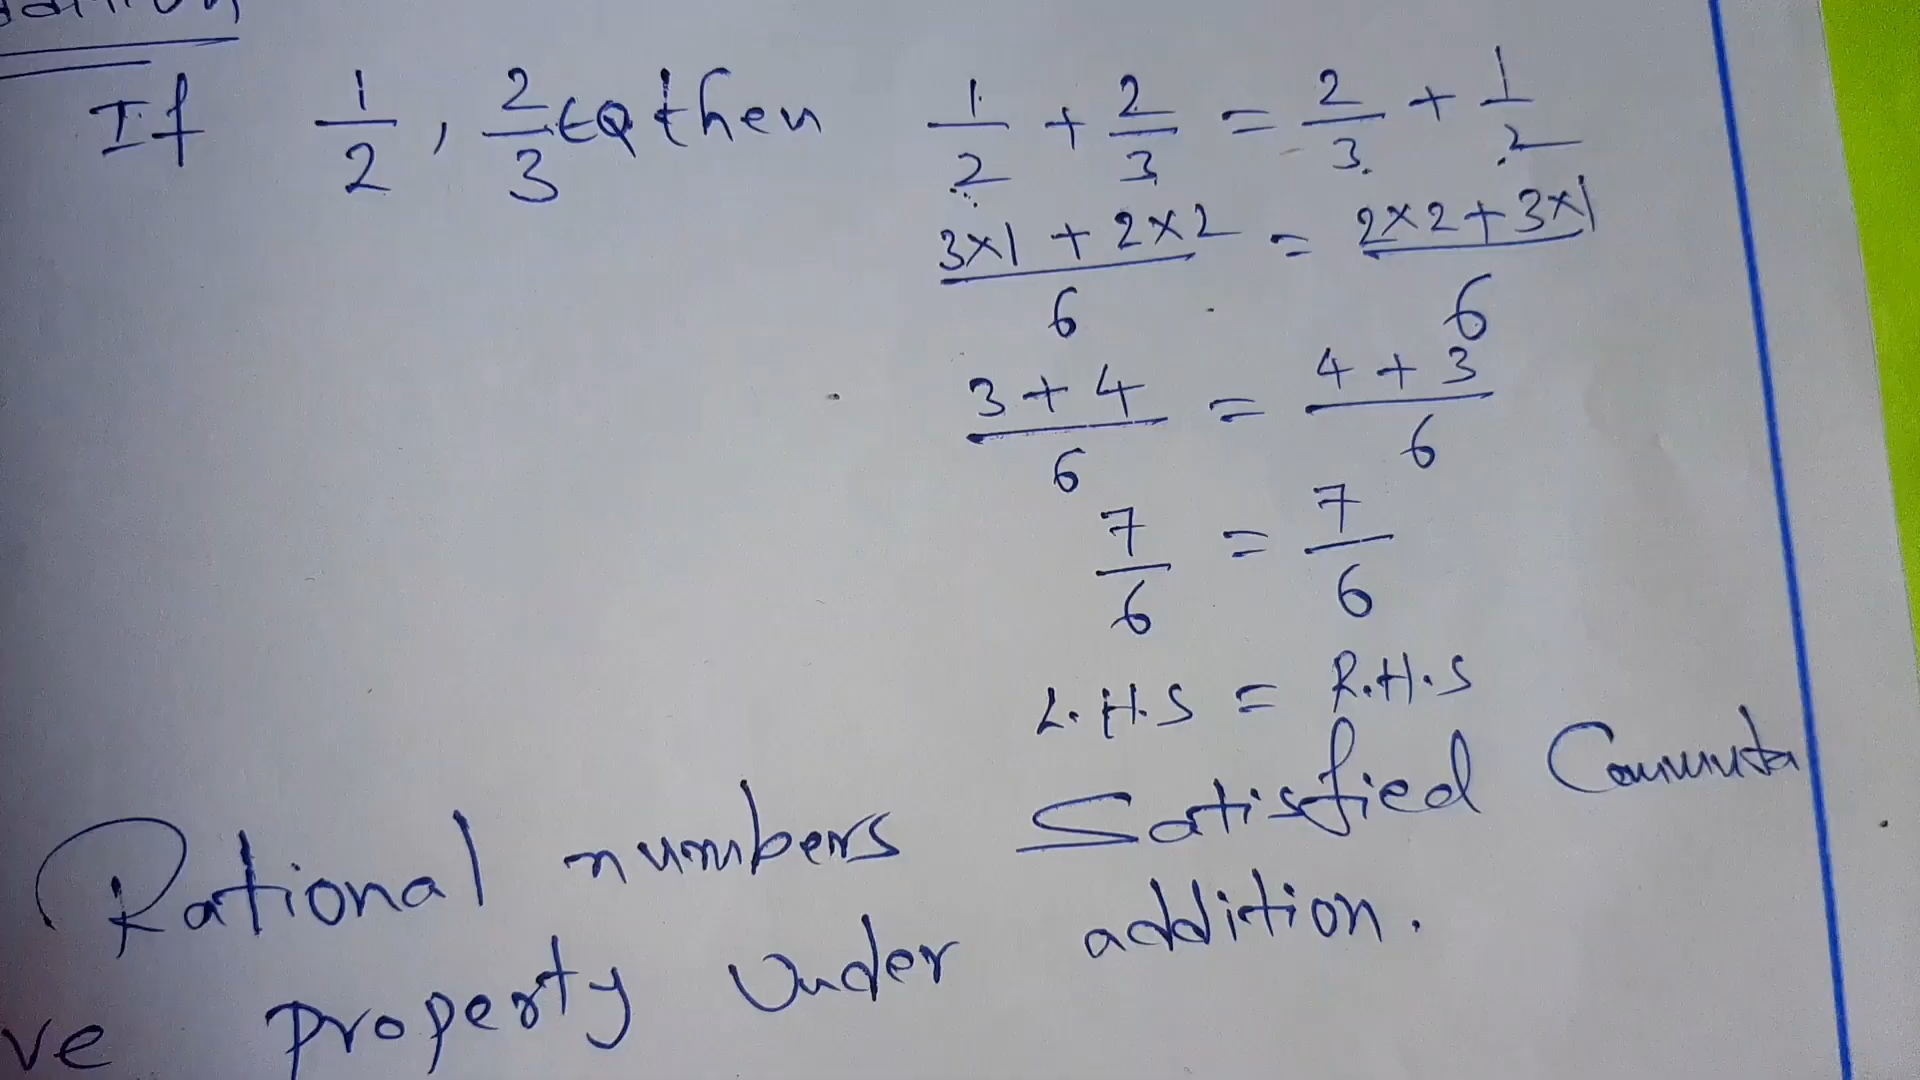 If 1/2, 2/3 ∈ Q then 1/2 + 2/3 = 2/3 + 1/2
3×1 + 2×2 / 6 = 2×2 + 3×1 / 6
3 + 4 / 6 = 4 + 3 / 6
7/6 = 7/6
L.H.S = R.H.S
Rational numbers Satisfied Commuta
ve property Under addition.